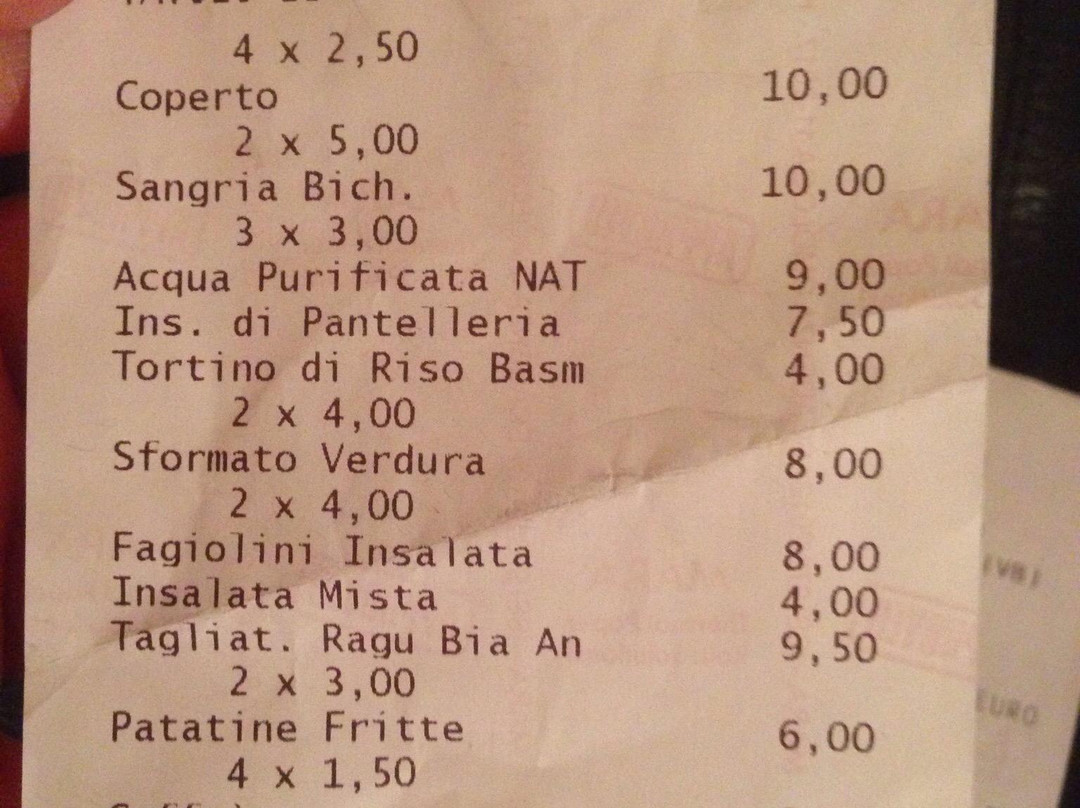 4 x 2,50
Coperto 10,00
2 x 5,00
Sangria Bich. 10,00
3 x 3,00
Acqua Purificata NAT 9,00
Ins. di Pantelleria 7,50
Tortino di Riso Basm 4,00
2 x 4,00
Sformato Verdura 8,00
2 x 4,00
Fagiolini Insalata 8,00
Insalata Mista 4,00
Tagliat. Ragu Bia An 9,50
2 x 3,00
Patatine Fritte 6,00
4 x 1,50
EURO